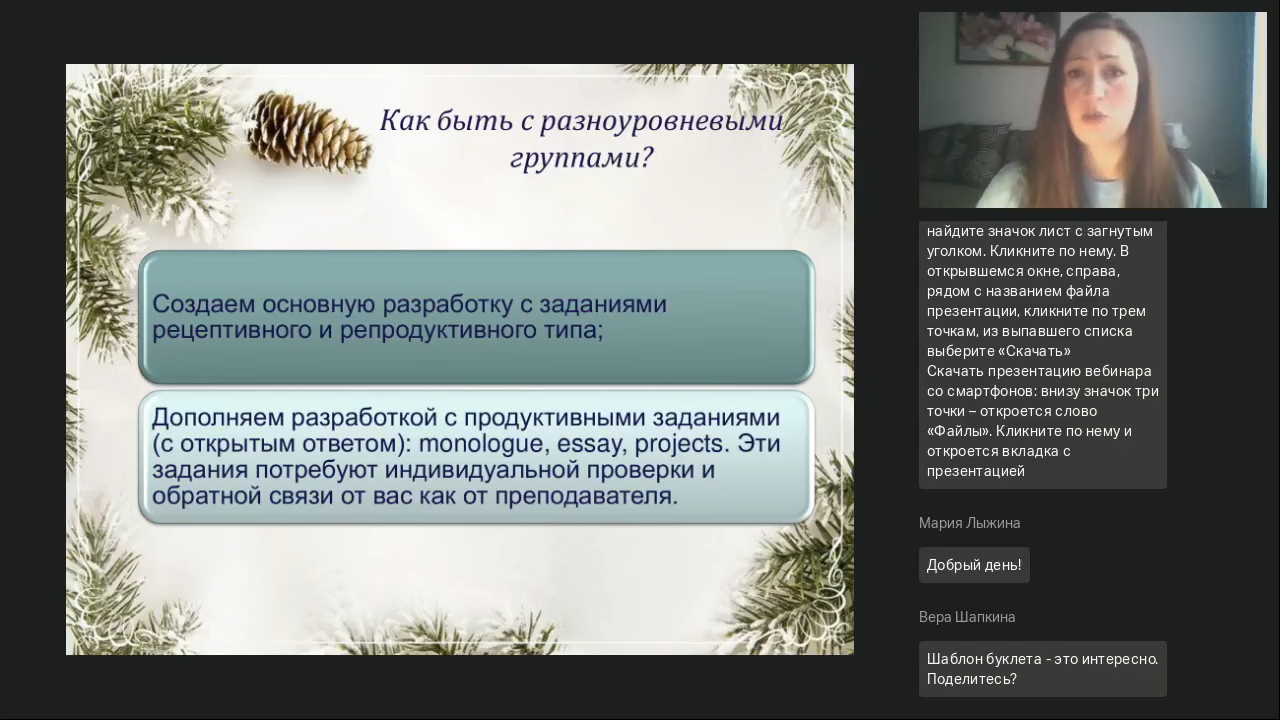 Как быть с разноуровневыми
группами?
Создаем основную разработку с заданиями
рецептивного и репродуктивного типа;
Дополняем разработкой с продуктивными заданиями
(с открытым ответом): monologue, essay, projects. Эти
задания потребуют индивидуальной проверки и
обратной связи от вас как от преподавателя.
найдите значок лист с загнутым
уголком. Кликните по нему. В
открывшемся окне, справа,
рядом с названием файла
презентации, кликните по трем
точкам, из выпавшего списка
выберите «Скачать»
Скачать презентацию вебинара
со смартфонов: внизу значок три
точки – откроется слово
«Файлы». Кликните по нему и
откроется вкладка с
презентацией
Мария Лыжина
Добрый день!
Вера Шапкина
Шаблон буклета - это интересно.
Поделитесь?